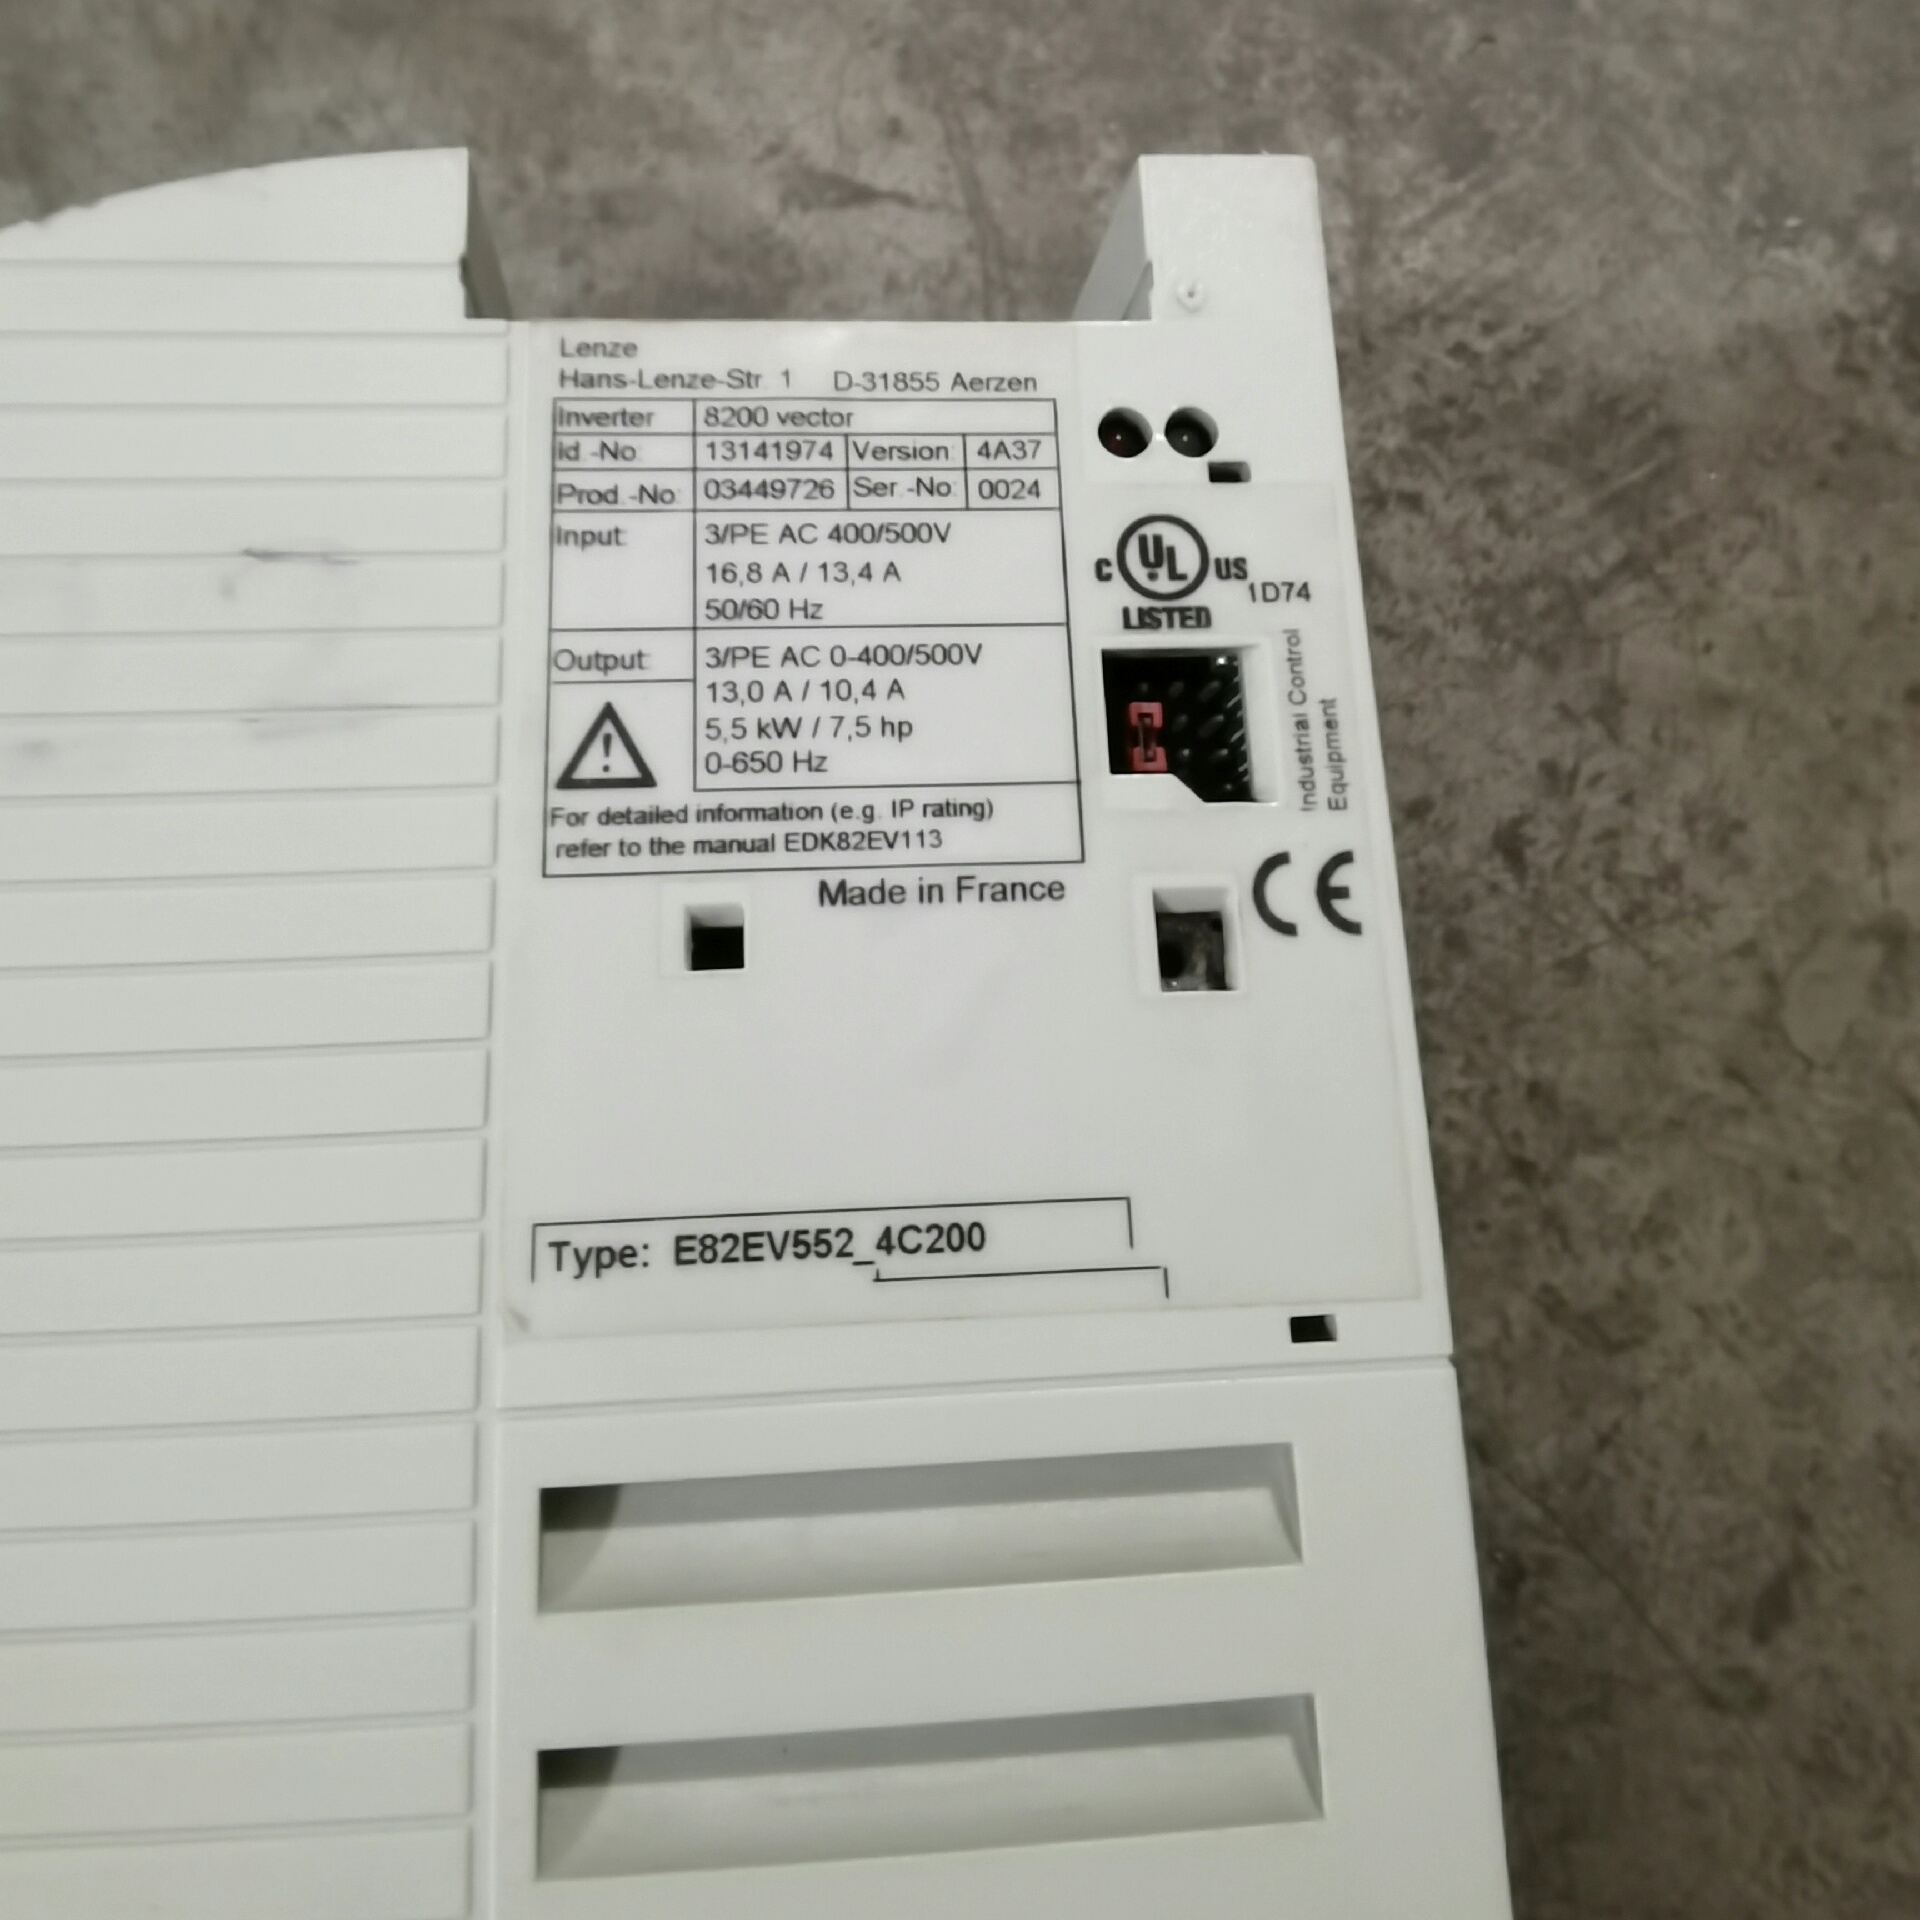 Lenze
Hans-Lenze-Str. 1 D-31855 Aerzen
Inverter 8200 vector
Id.-No: 13141974 Version: 4A37
Prod.-No: 03449726 Ser.-No: 0024
Input: 3/PE AC 400/500V
16,8 A / 13,4 A
50/60 Hz
Output: 3/PE AC 0-400/500V
13,0 A / 10,4 A
5,5 kW / 7,5 hp
0-650 Hz
For detailed information (e.g. IP rating)
refer to the manual EDK82EV113
Made in France
C UL US
LISTED
1D74
Industrial Control
Equipment
CE
Type: E82EV552_4C200